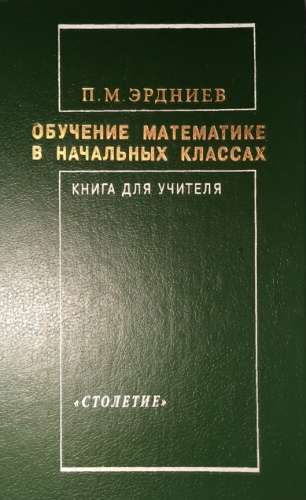 П.М.ЭРДНИЕВ
ОБУЧЕНИЕ МАТЕМАТИКЕ
В НАЧАЛЬНЫХ КЛАССАХ
КНИГА ДЛЯ УЧИТЕЛЯ
«СТОЛЕТИЕ»